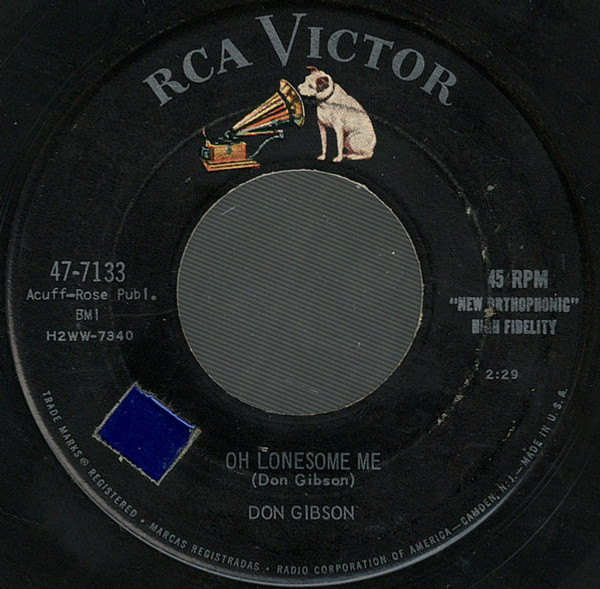 RCA VICTOR
47-7133
Acuff-Rose Publ.
BMI
H2WW-7340
45 RPM
"NEW ORTHOPHONIC"
HIGH FIDELITY
2:29
OH LONESOME ME
(Don Gibson)
DON GIBSON
TRADE MARKS ® REGISTERED • MARCAS REGISTRADAS • RADIO CORPORATION OF AMERICA—CAMDEN, N.J.—MADE IN U.S.A.